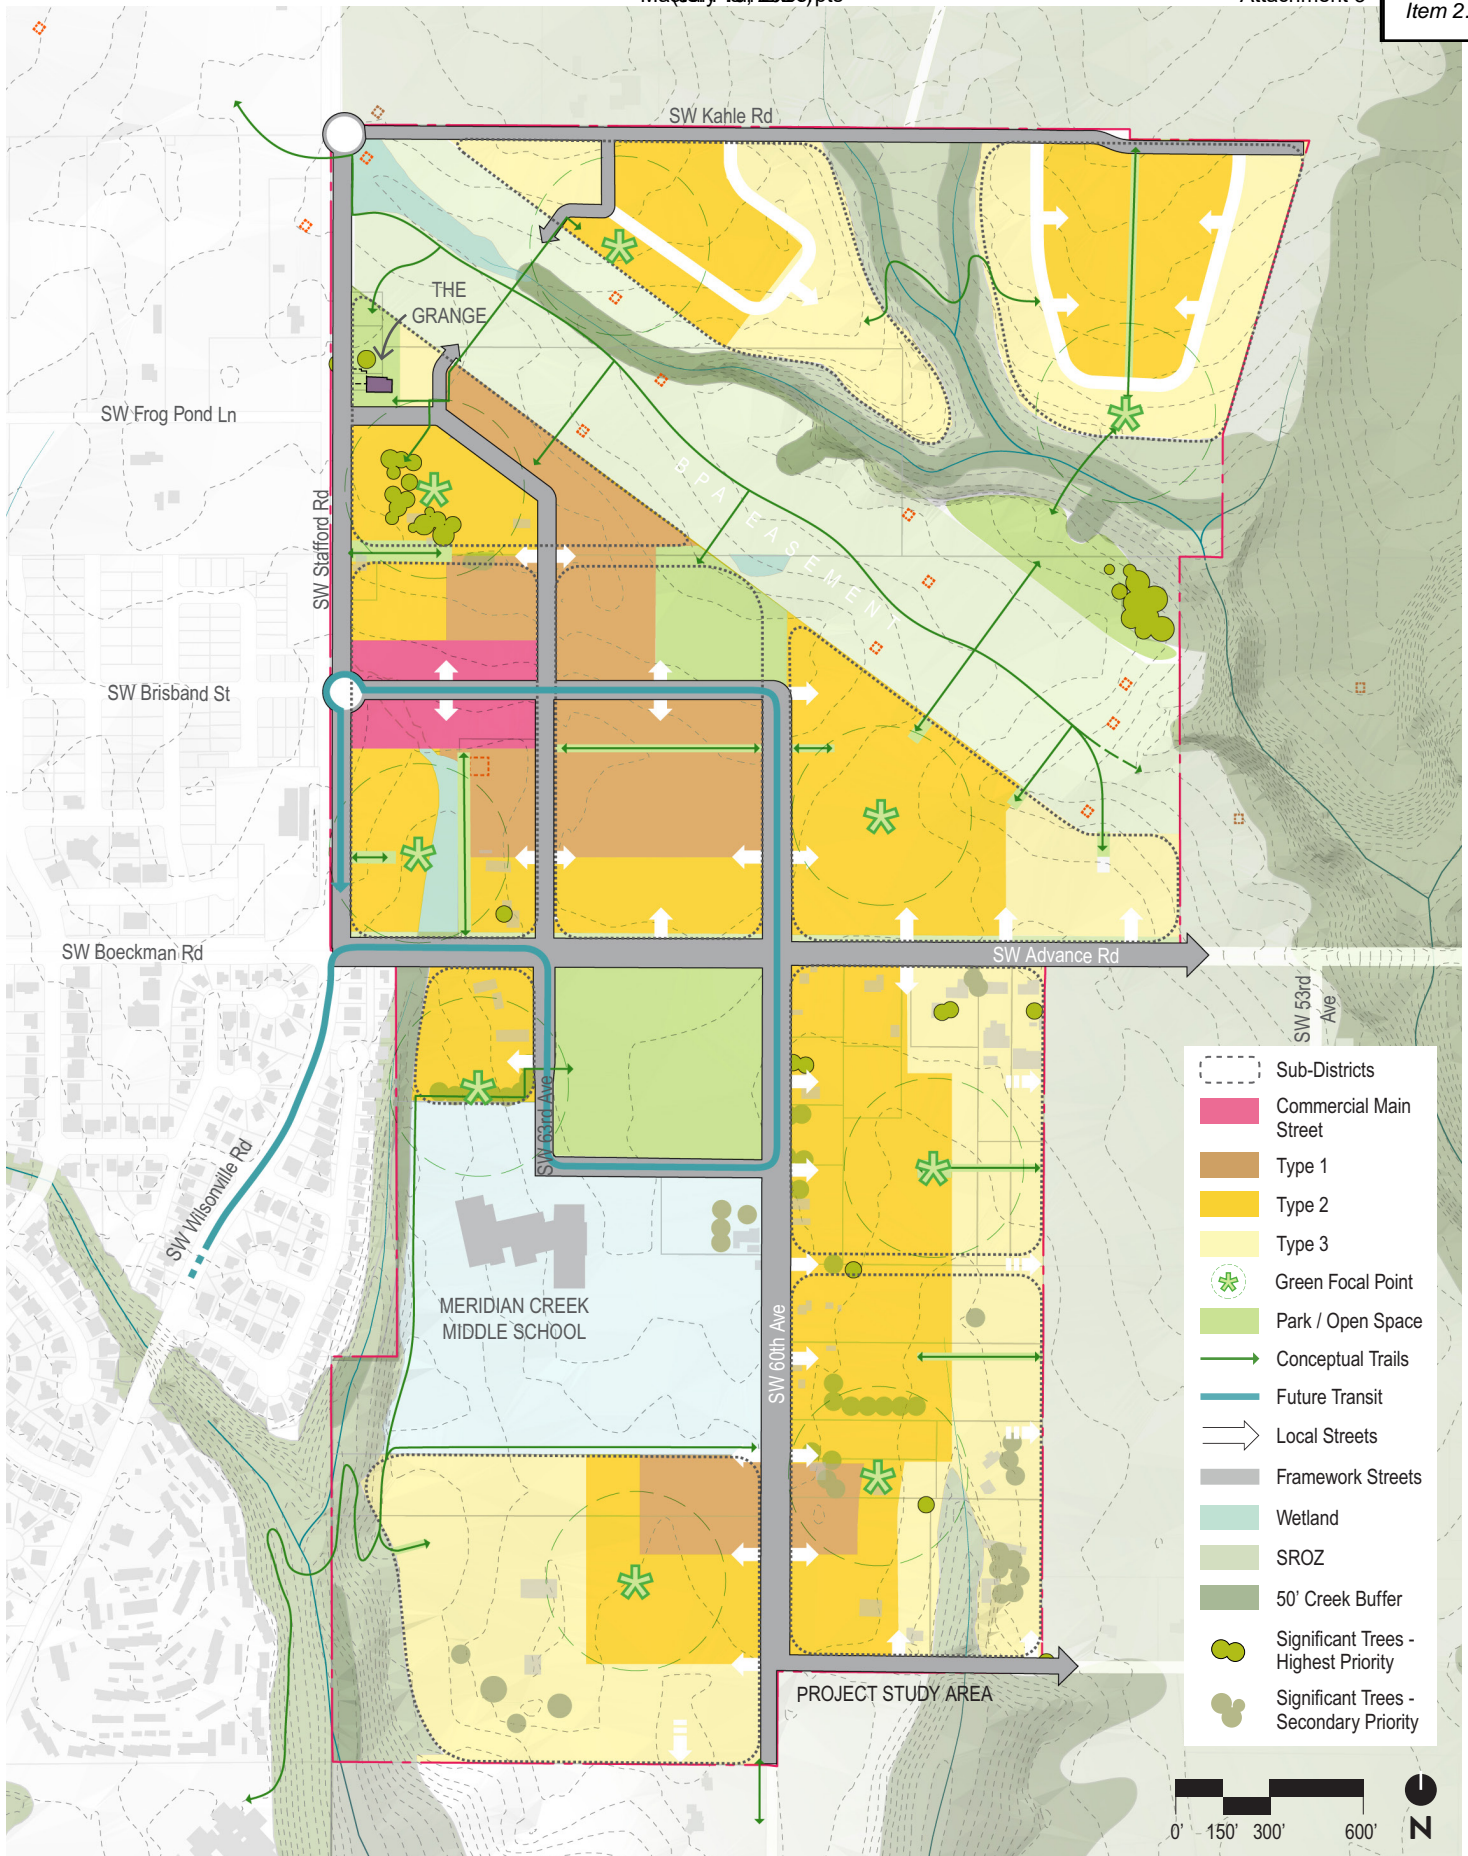 Attachment
Item 2.
SW Kahle Rd
THE
GRANGE
SW Frog Pond Ln
SW Stafford Rd
BPA EASEMENT
SW Brisband St
SW Boeckman Rd
SW Advance Rd
SW 53rd
Ave
SW 63rd Ave
SW Wilsonville Rd
MERIDIAN CREEK
MIDDLE SCHOOL
SW 60th Ave
PROJECT STUDY AREA
Sub-Districts
Commercial Main
Street
Type 1
Type 2
Type 3
Green Focal Point
Park / Open Space
Conceptual Trails
Future Transit
Local Streets
Framework Streets
Wetland
SROZ
50' Creek Buffer
Significant Trees -
Highest Priority
Significant Trees -
Secondary Priority
0' 150' 300' 600'
N